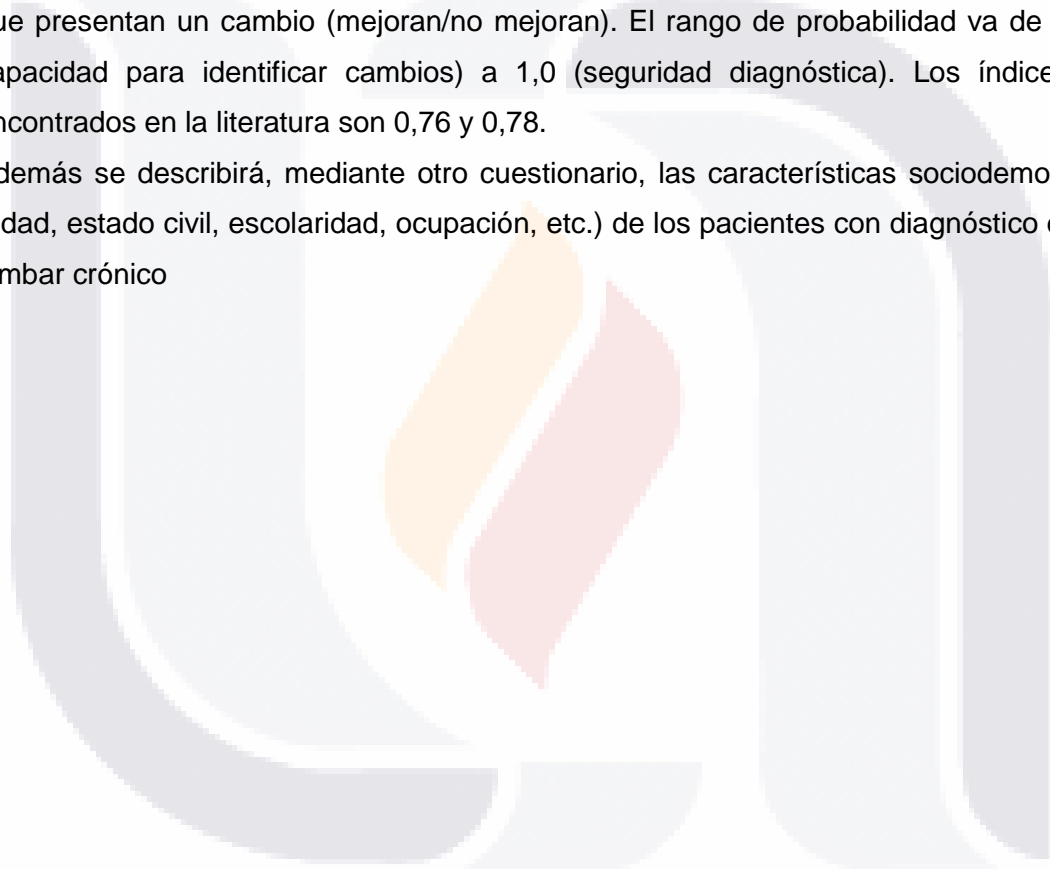 ue presentan un cambio (mejoran/no mejoran). El rango de probabilidad va de
apacidad para identificar cambios) a 1,0 (seguridad diagnóstica). Los índice
ncontrados en la literatura son 0,76 y 0,78.
demás se describirá, mediante otro cuestionario, las características sociodemo
dad, estado civil, escolaridad, ocupación, etc.) de los pacientes con diagnóstico
mbar crónico